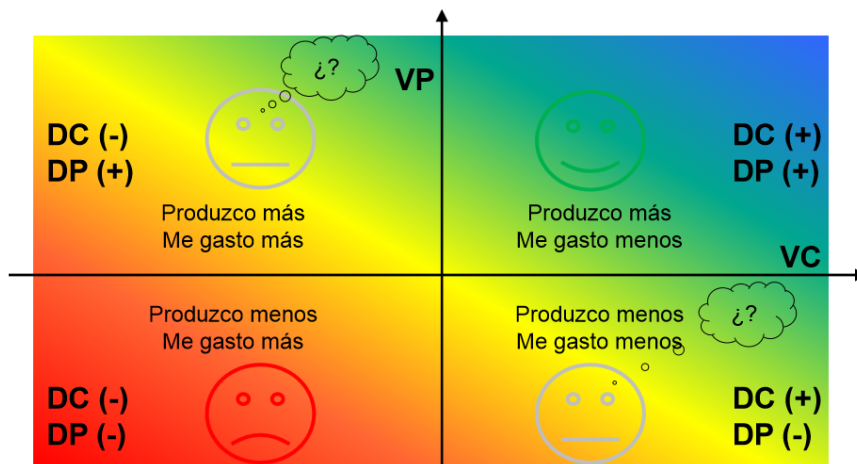 ¿?
VP
DC (-)
DP (+)
Produzco más
Me gasto más
DC (+)
DP (+)
Produzco más
Me gasto menos
VC
Produzco menos
Me gasto más
DC (-)
DP (-)
Produzco menos
Me gasto menos
¿?
DC (+)
DP (-)